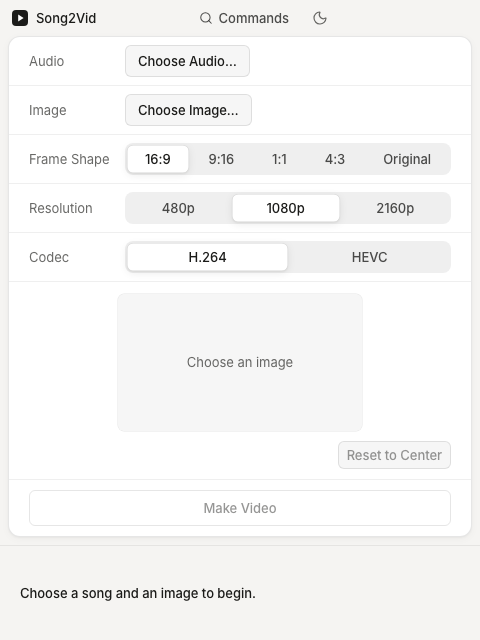 Song2Vid
Commands
Audio
Choose Audio...
Image
Choose Image...
Frame Shape
16:9
9:16
1:1
4:3
Original
Resolution
480p
1080p
2160p
Codec
H.264
HEVC
Choose an image
Reset to Center
Make Video
Choose a song and an image to begin.